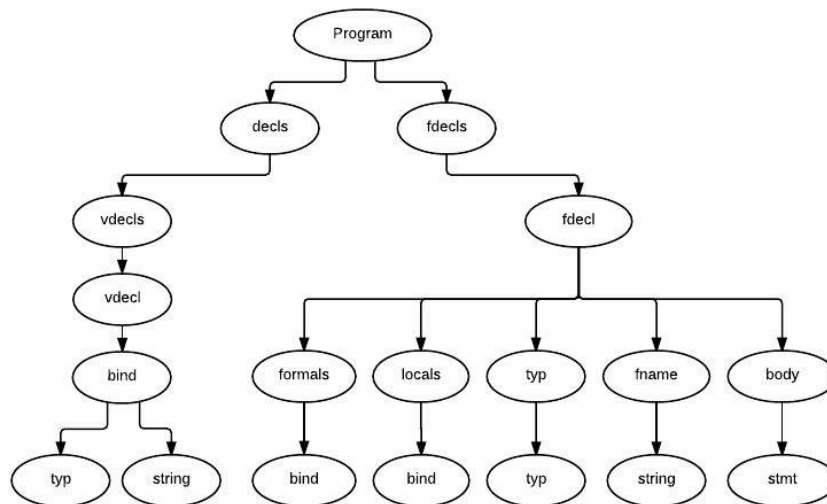 Program
decls
fdecls
vdecls
fdecl
vdecl
bind
formals
locals
typ
fname
body
typ
string
bind
bind
typ
string
stmt